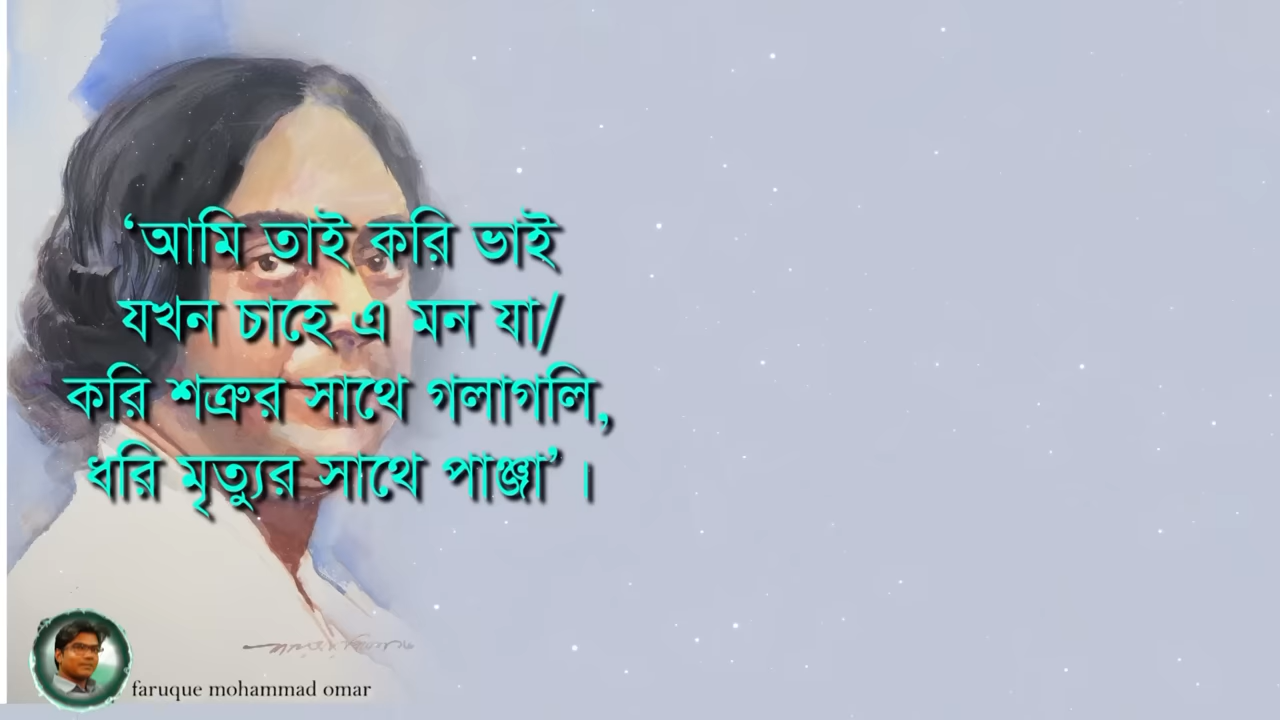 ‘আমি তাই করি ভাই
যখন চাহে এ মন যা/
করি শত্রুর সাথে গলাগলি,
ধরি মৃত্যুর সাথে পাঞ্জা’ ।
faruque mohammad omar